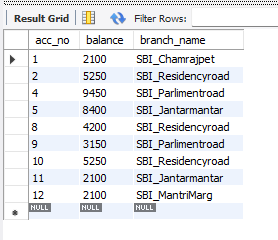 Result Grid Filter Rows:
acc_no balance branch_name
1 2100 SBI_Chamrajpet
2 5250 SBI_Residencyroad
4 9450 SBI_Parlimentroad
5 8400 SBI_Jantarmantar
8 4200 SBI_Residencyroad
9 3150 SBI_Parlimentroad
10 5250 SBI_Residencyroad
11 2100 SBI_Jantarmantar
12 2100 SBI_MantriMarg
NULL NULL NULL